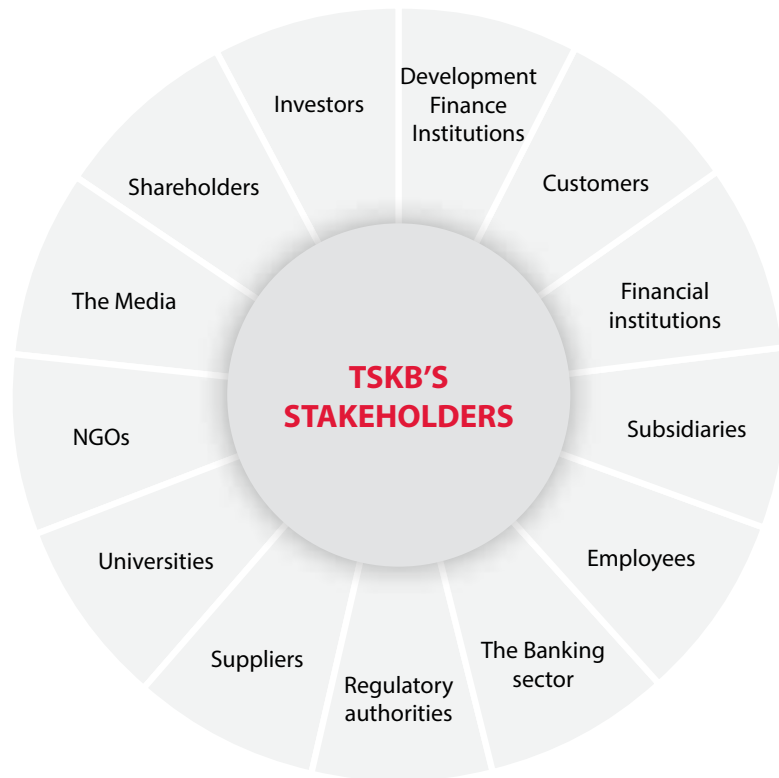 Development
Finance
Institutions
Customers
Financial
institutions
Subsidiaries
Employees
The Banking
sector
Regulatory
authorities
Suppliers
Universities
NGOs
The Media
Shareholders
Investors
TSKB'S
STAKEHOLDERS